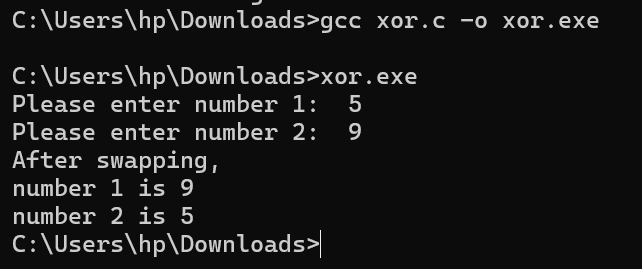 C:\Users\hp\Downloads>gcc xor.c -o xor.exe
C:\Users\hp\Downloads>xor.exe
Please enter number 1:  5
Please enter number 2:  9
After swapping,
number 1 is 9
number 2 is 5
C:\Users\hp\Downloads>